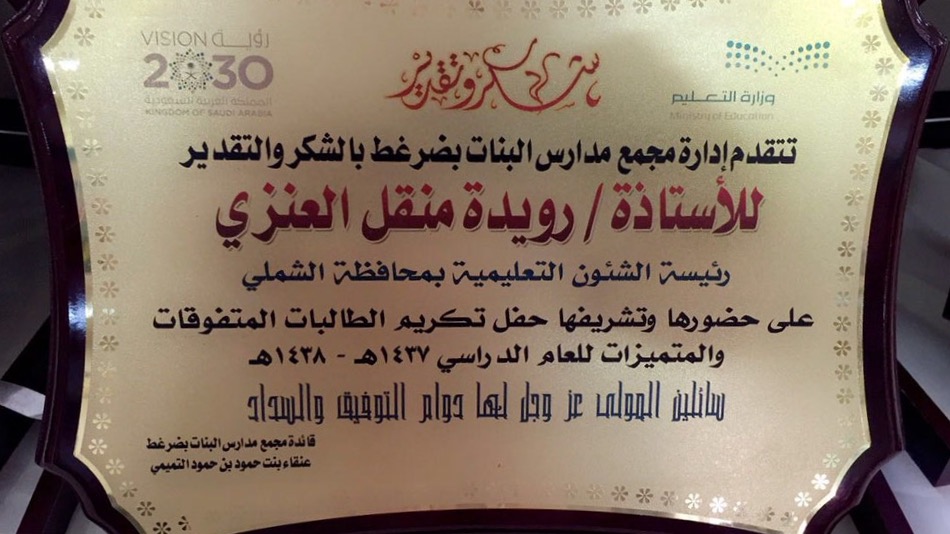 رؤيـة VISION
2030
المملكة العربية السعودية
KINGDOM OF SAUDI ARABIA
شكر وتقدير
وزارة التعليم
Ministry of Education
تتقدم إدارة مجمع مدارس البنات بضرغط بالشكر والتقدير
للأستاذة / رويدة منقل العنزي
رئيسة الشئون التعليمية بمحافظة الشملي
على حضورها وتشريفها حفل تكريم الطالبات المتفوقات
والمتميزات للعام الدراسي ١٤٣٧هـ - ١٤٣٨هـ
سائلين المولى عز وجل لها دوام التوفيق والسداد
قائدة مجمع مدارس البنات بضرغط
عنقاء بنت حمود بن حمود التميمي